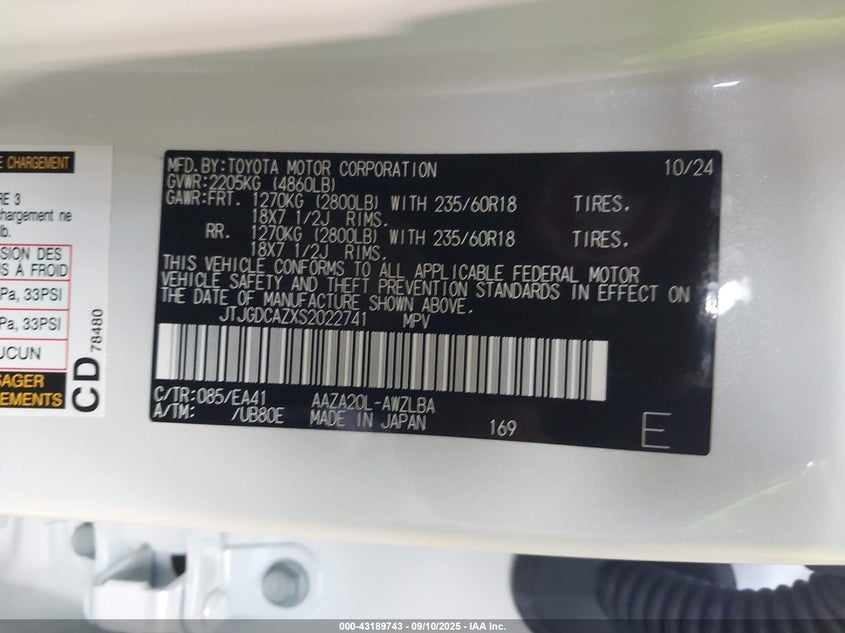 E CHARGEMENT
RE 3
chargement ne
lb.
SION DES
S À FROID
Pa, 33PSI
Pa, 33PSI
UCUN
SAGER
EMENTS
CD 78480
MFD. BY:TOYOTA MOTOR CORPORATION 10/24
GVWR:2205KG (4860LB)
GAWR:FRT. 1270KG (2800LB) WITH 235/60R18 TIRES.
18X7 1/2J RIMS.
RR. 1270KG (2800LB) WITH 235/60R18 TIRES.
18X7 1/2J RIMS.
THIS VEHICLE CONFORMS TO ALL APPLICABLE FEDERAL MOTOR
VEHICLE SAFETY AND THEFT PREVENTION STANDARDS IN EFFECT ON
THE DATE OF MANUFACTURE SHOWN ABOVE.
JTJGDCAZXS2022741 MPV
C/TR:085/EA41 AAZA20L-AWZLBA
A/TM: /UB80E MADE IN JAPAN 169 E
000-43189743 - 09/10/2025 - IAA Inc.